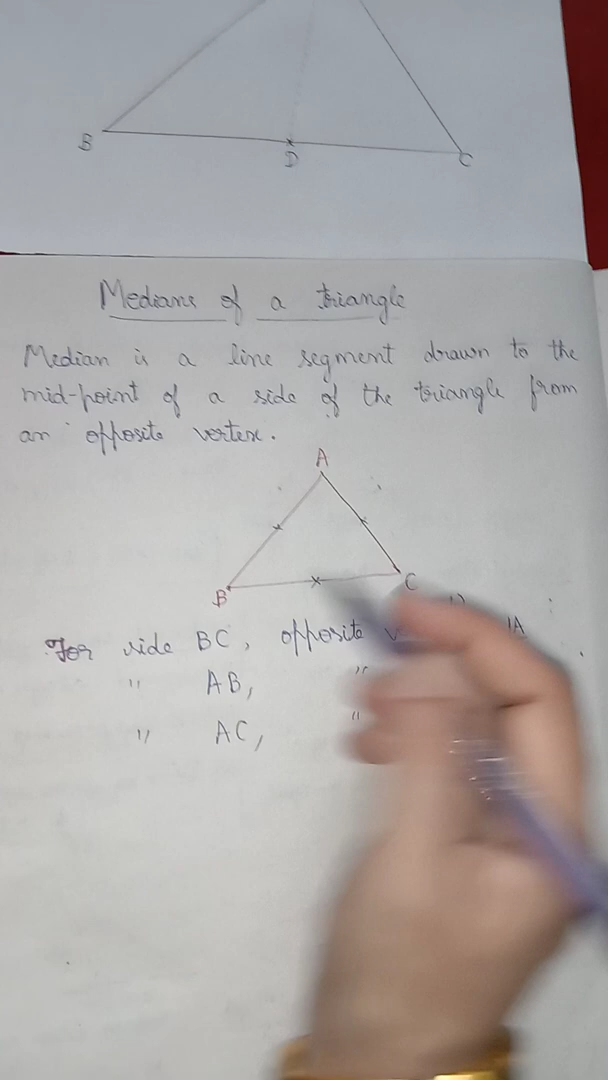 B
D
C
Medians of a triangle
Median is a line segment drawn to the
mid-point of a side of the triangle from
an opposite vertex.
A
B
C
For side BC, opposite A
" AB, "
" AC, "